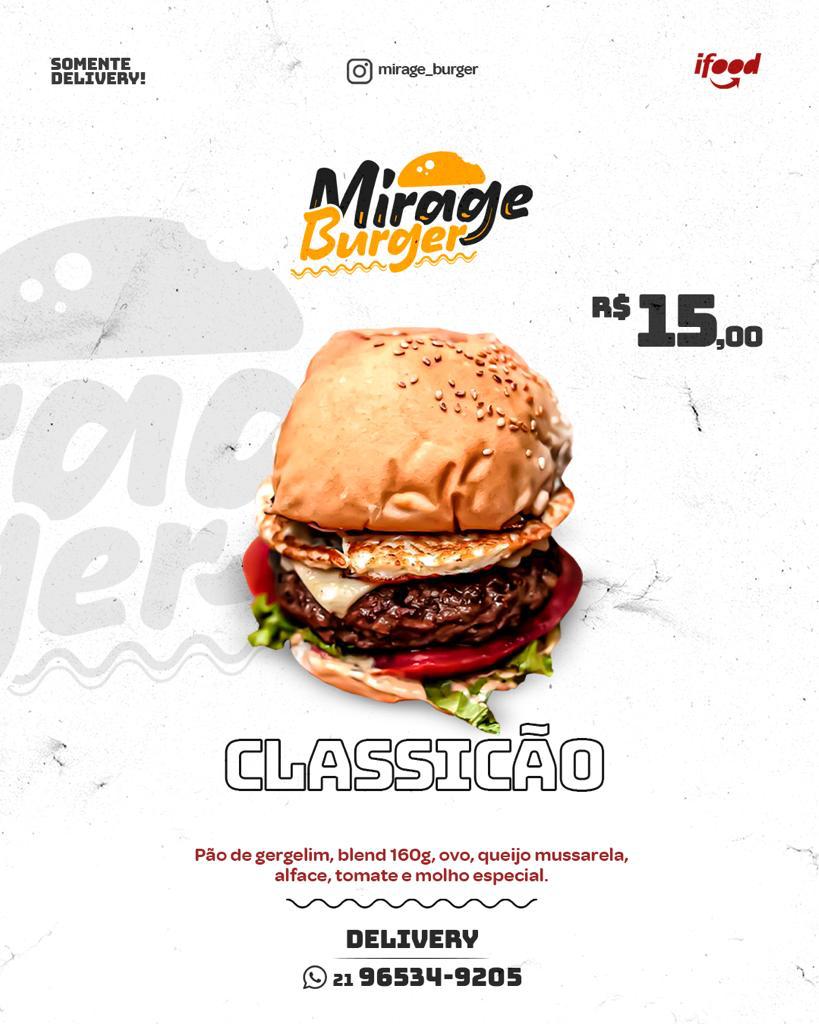 SOMENTE
DELIVERY!
mirage_burger
ifood
Mirage
Burger
R$ 15,00
CLASSICÃO
Pão de gergelim, blend 160g, ovo, queijo mussarela,
alface, tomate e molho especial.
DELIVERY
21 96534-9205